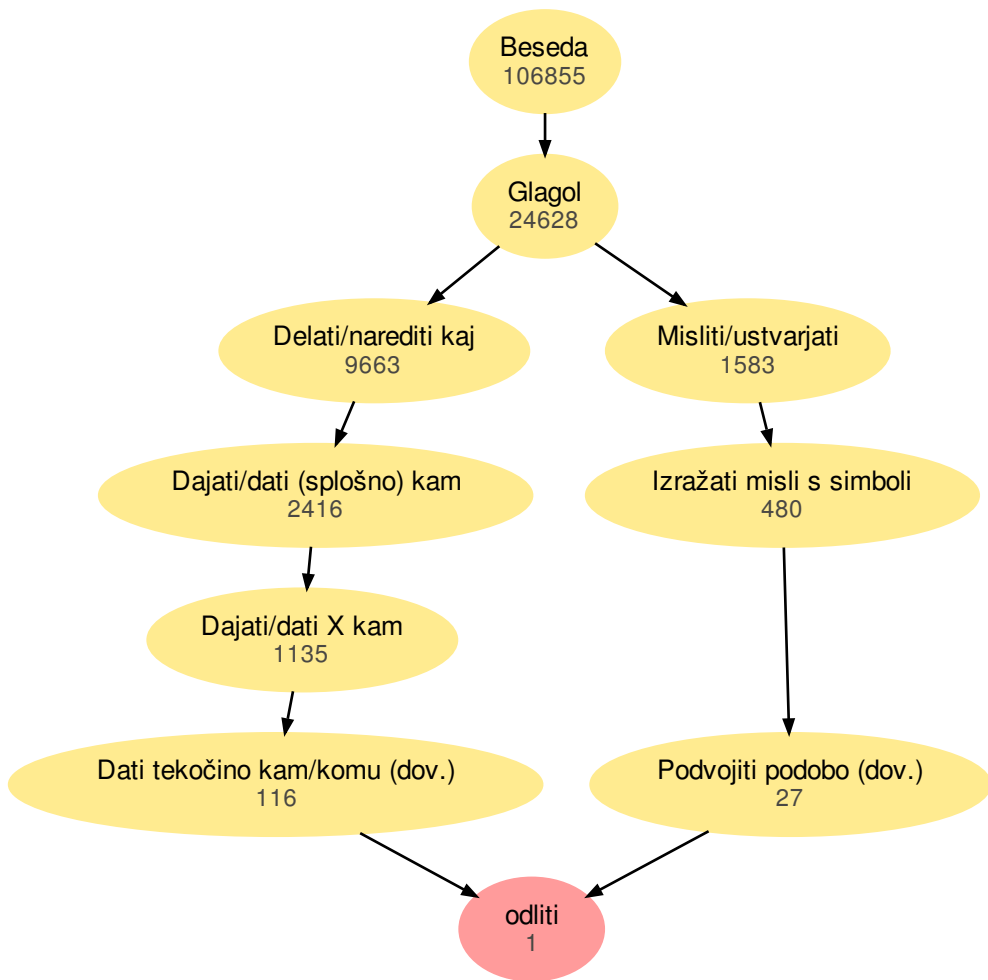 Beseda
106855
Glagol
24628
Delati/narediti kaj
9663
Misliti/ustvarjati
1583
Dajati/dati (splošno) kam
2416
Izražati misli s simboli
480
Dajati/dati X kam
1135
Dati tekočino kam/komu (dov.)
116
Podvojiti podobo (dov.)
27
odliti
1